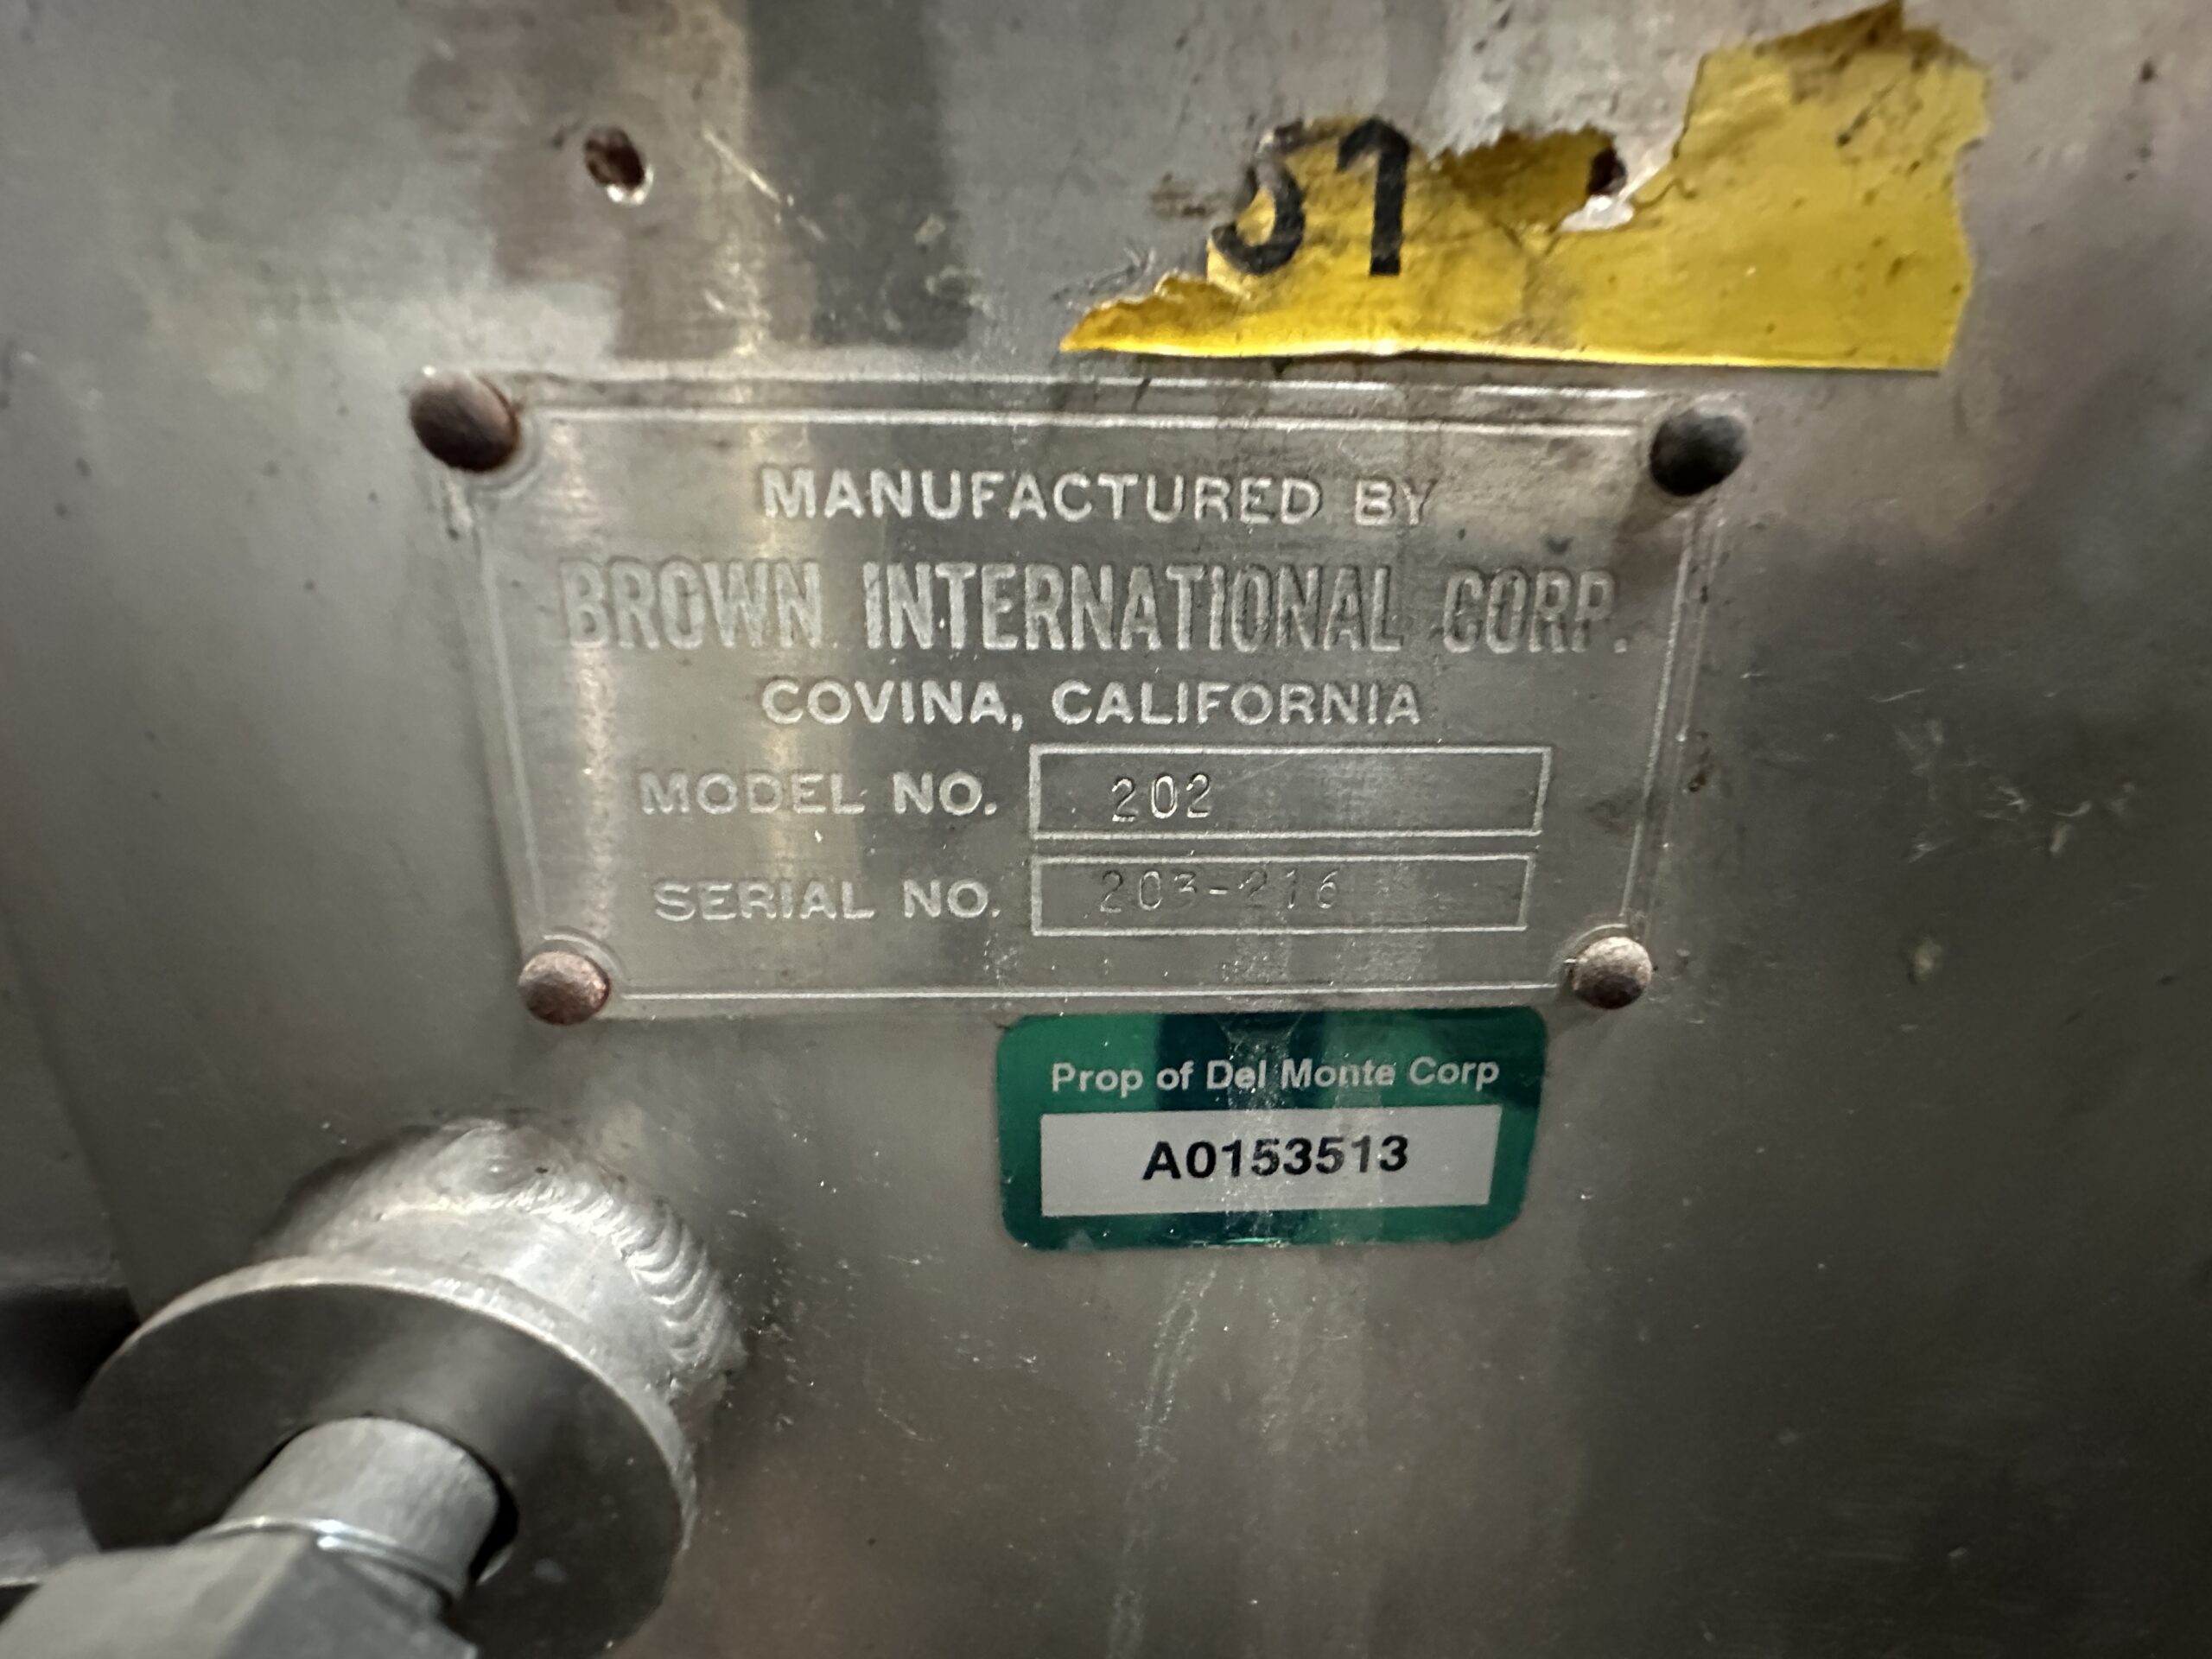 MANUFACTURED BY
BROWN INTERNATIONAL CORP.
COVINA, CALIFORNIA
MODEL NO. 202
SERIAL NO. 203-216
Prop of Del Monte Corp
A0153513